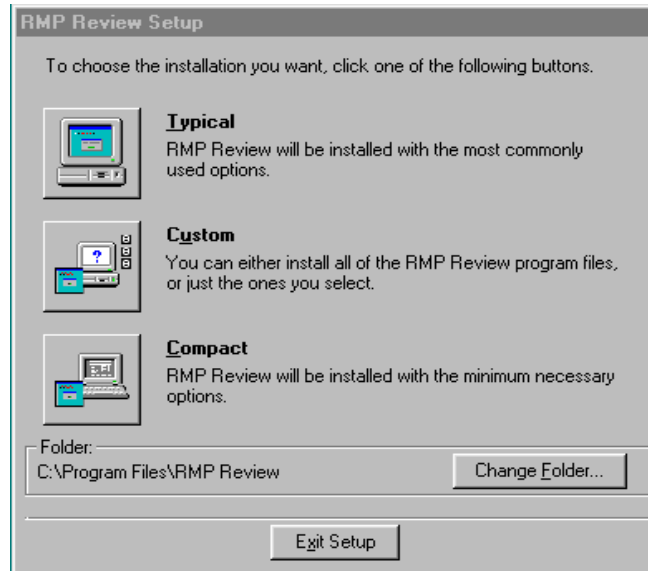 RMP Review Setup
To choose the installation you want, click one of the following buttons.
Typical
RMP Review will be installed with the most commonly
used options.
Custom
You can either install all of the RMP Review program files,
or just the ones you select.
Compact
RMP Review will be installed with the minimum necessary
options.
Folder:
C:\Program Files\RMP Review
Change Folder...
Exit Setup